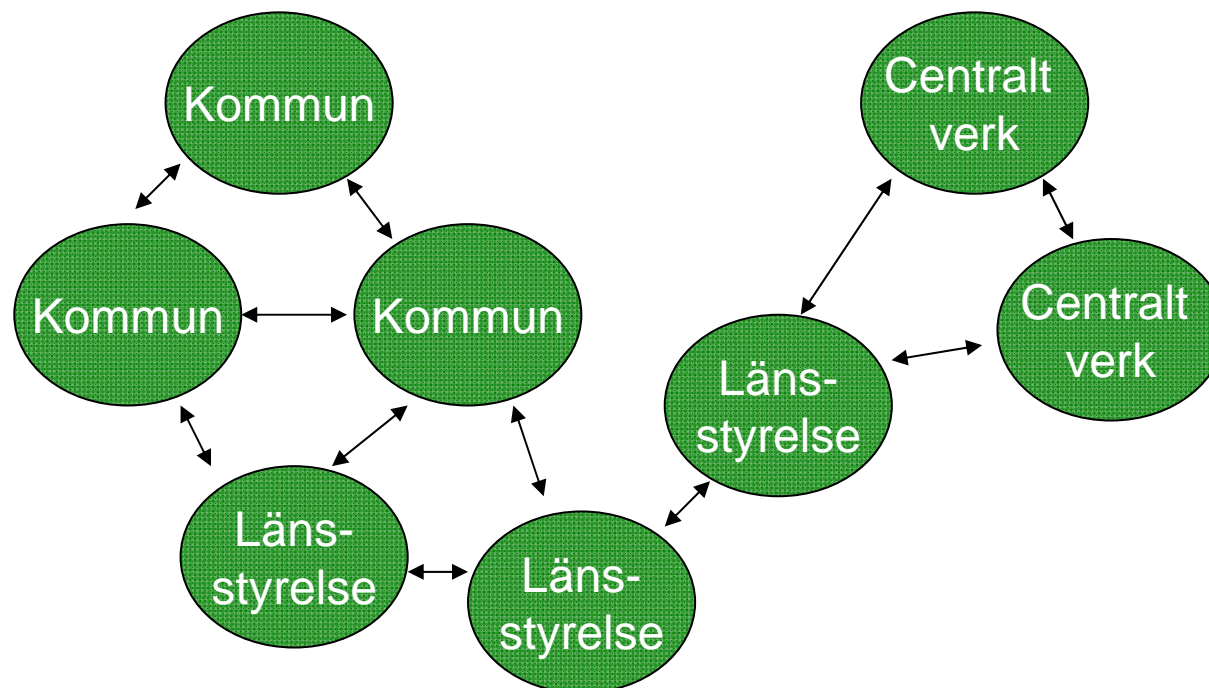 Kommun
Centralt
verk
Kommun
Kommun
Centralt
verk
Läns-
styrelse
Läns-
styrelse
Läns-
styrelse